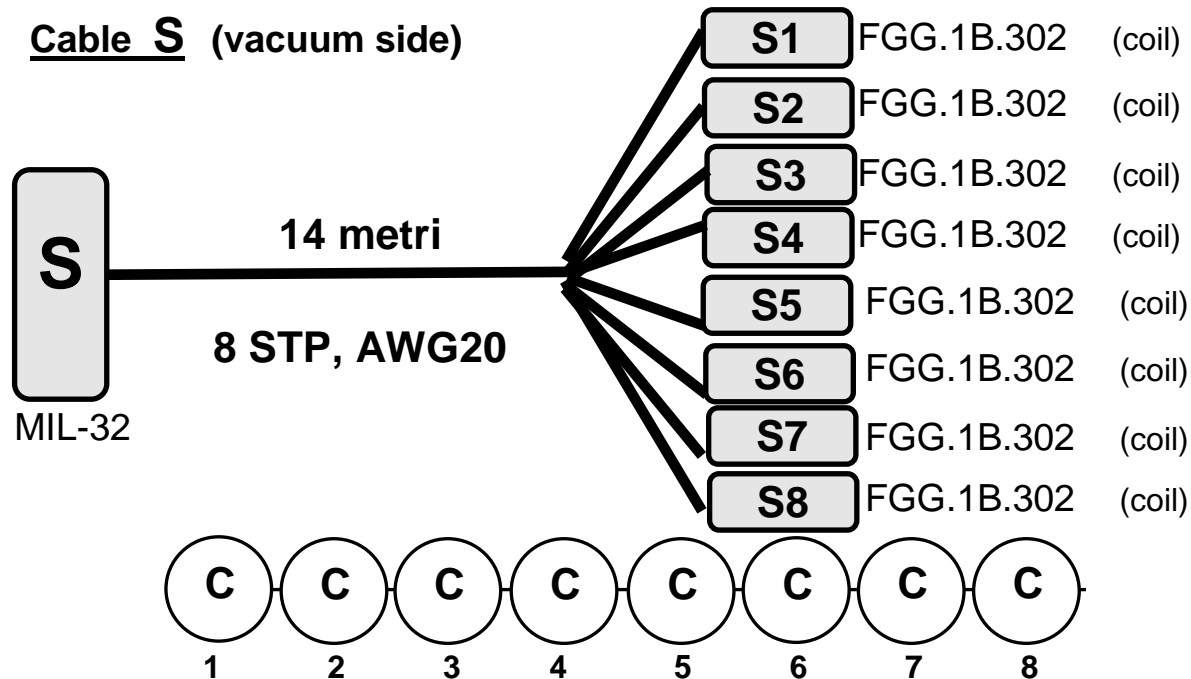 Cable S (vacuum side)
S1 FGG.1B.302 (coil)
S2 FGG.1B.302 (coil)
S3 FGG.1B.302 (coil)
S4 FGG.1B.302 (coil)
S5 FGG.1B.302 (coil)
S6 FGG.1B.302 (coil)
S7 FGG.1B.302 (coil)
S8 FGG.1B.302 (coil)
S
MIL-32
14 metri
8 STP, AWG20
C C C C C C C C
1 2 3 4 5 6 7 8